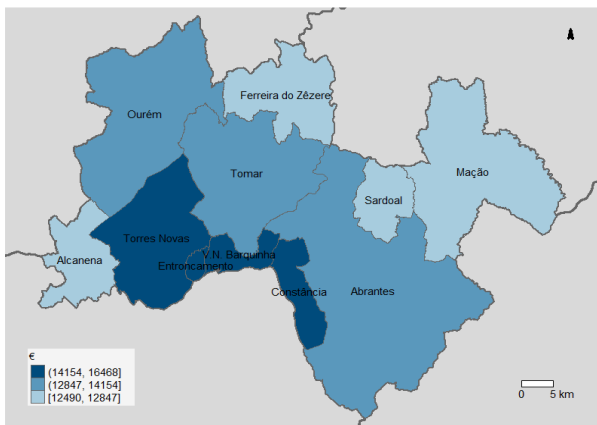 Ferreira do Zêzere
Ourém
Tomar
Mação
Sardoal
Torres Novas
V.N. Barquinha
Alcanena
Entroncamento
Constância
Abrantes
€
(14154, 16468]
(12847, 14154]
[12490, 12847]
0 5 km